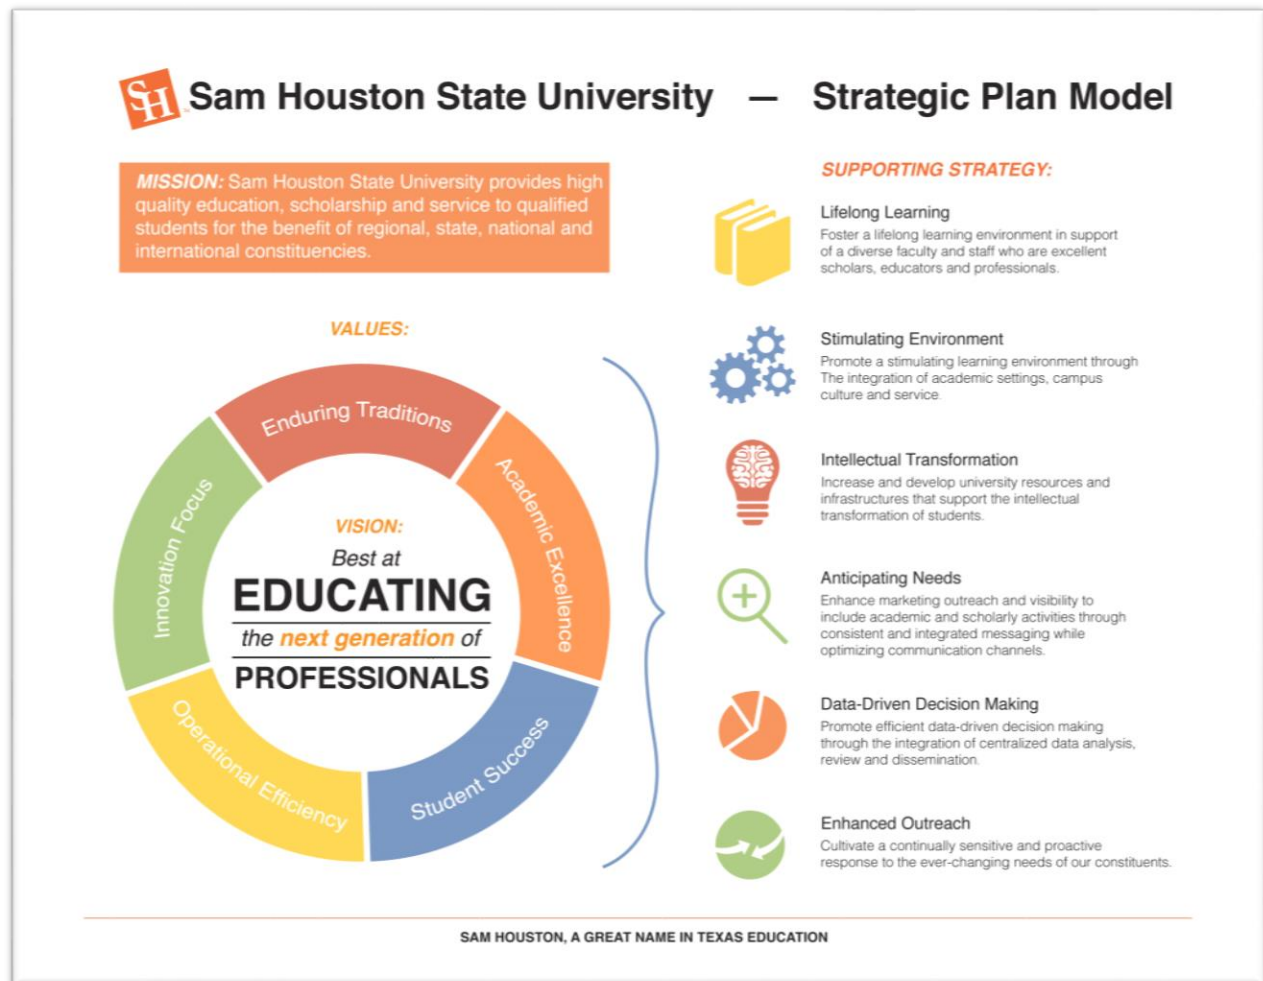 SH Sam Houston State University — Strategic Plan Model
MISSION: Sam Houston State University provides high
quality education, scholarship and service to qualified
students for the benefit of regional, state, national and
international constituencies.
VALUES:
Enduring Traditions
Academic Excellence
Student Success
Operational Efficiency
Innovation Focus
VISION:
Best at
EDUCATING
the next generation of
PROFESSIONALS
SUPPORTING STRATEGY:
Lifelong Learning
Foster a lifelong learning environment in support
of a diverse faculty and staff who are excellent
scholars, educators and professionals.
Stimulating Environment
Promote a stimulating learning environment through
The integration of academic settings, campus
culture and service.
Intellectual Transformation
Increase and develop university resources and
infrastructures that support the intellectual
transformation of students.
Anticipating Needs
Enhance marketing outreach and visibility to
include academic and scholarly activities through
consistent and integrated messaging while
optimizing communication channels.
Data-Driven Decision Making
Promote efficient data-driven decision making
through the integration of centralized data analysis,
review and dissemination.
Enhanced Outreach
Cultivate a continually sensitive and proactive
response to the ever-changing needs of our constituents.
SAM HOUSTON, A GREAT NAME IN TEXAS EDUCATION